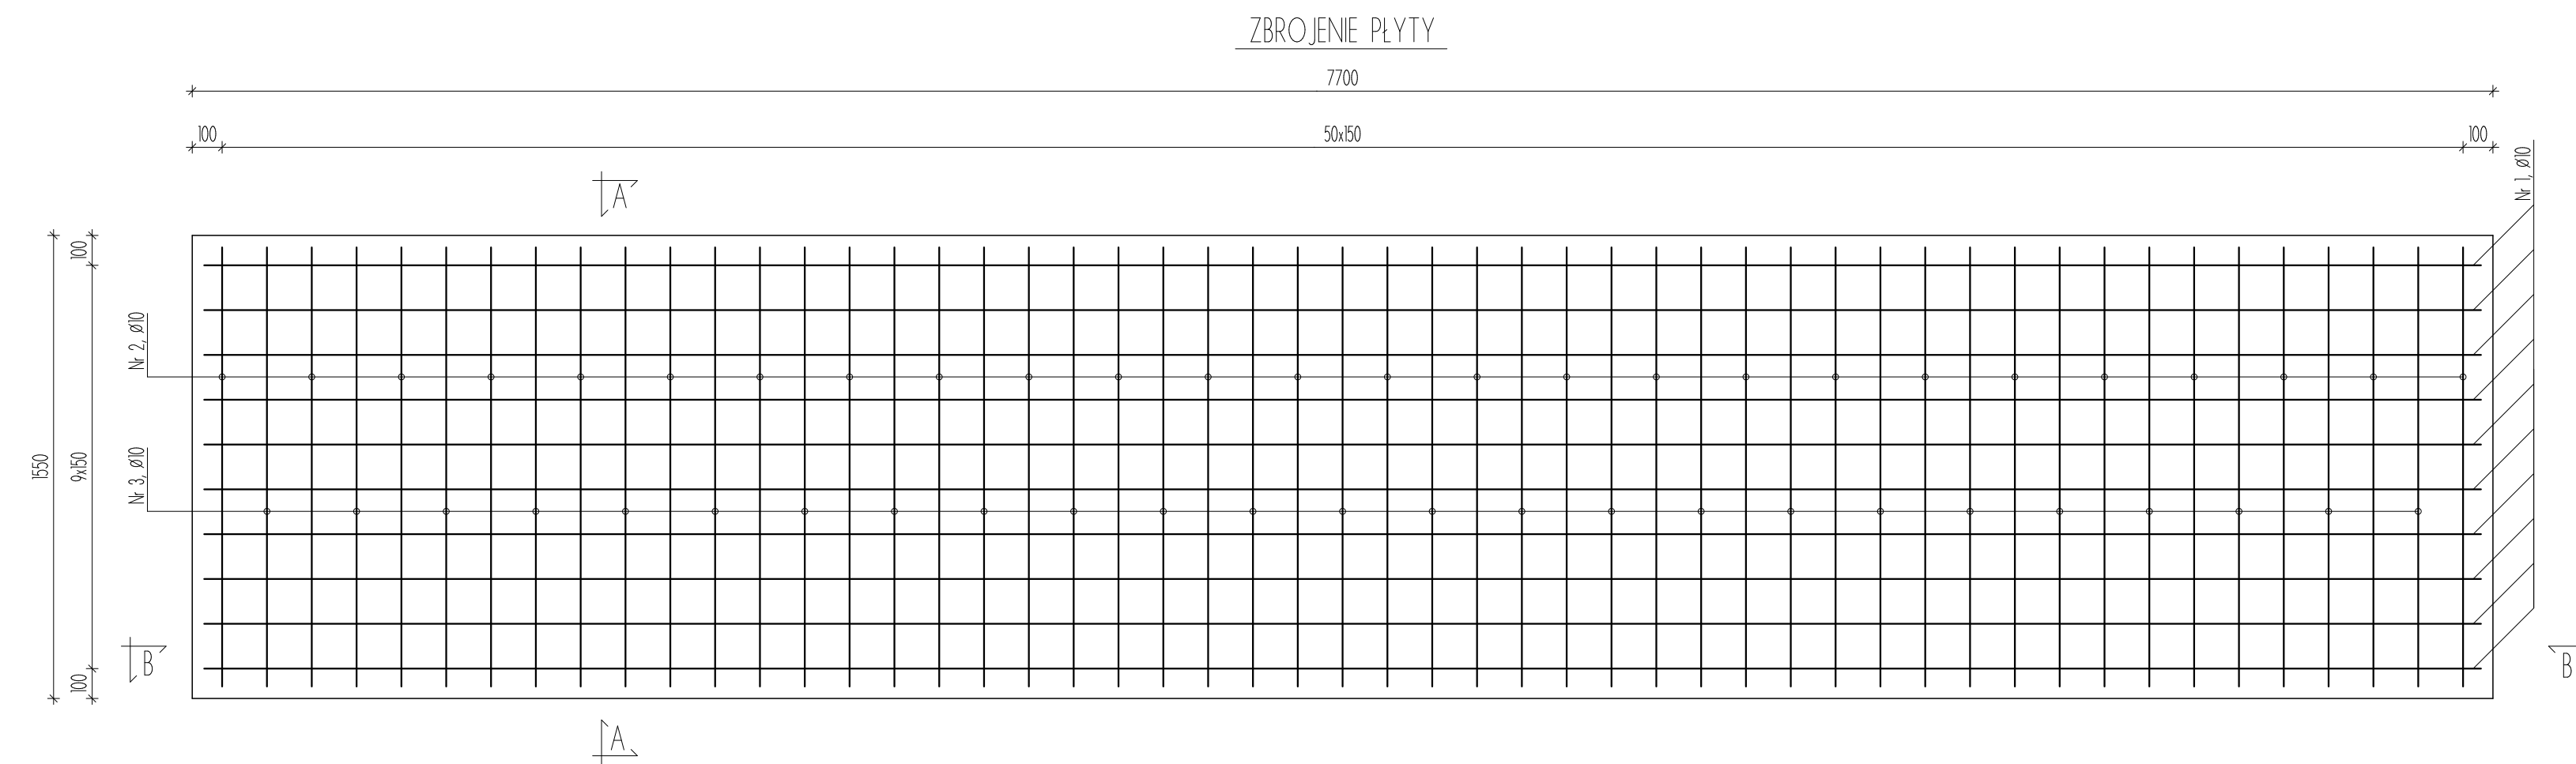 ZBROJENIE PŁYTY
7700
100
50x150
100
Nr 1, ø10
A
100
Nr 2, ø10
1550
9x150
Nr 3, ø10
B
B
100
A